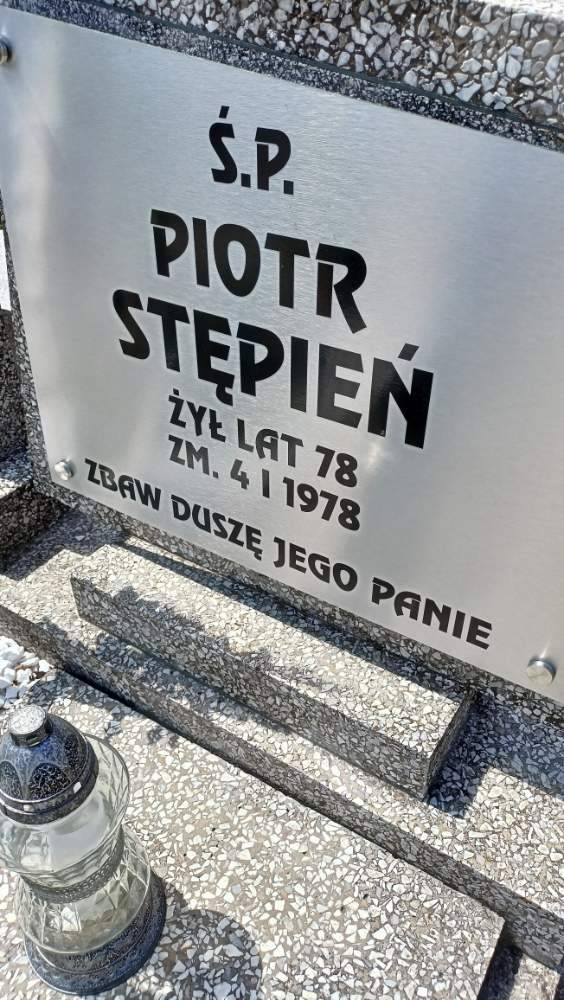 Ś.P.
PIOTR
STĘPIEŃ
ŻYŁ LAT 78
ZM. 4 I 1978
ZBAW DUSZĘ JEGO PANIE